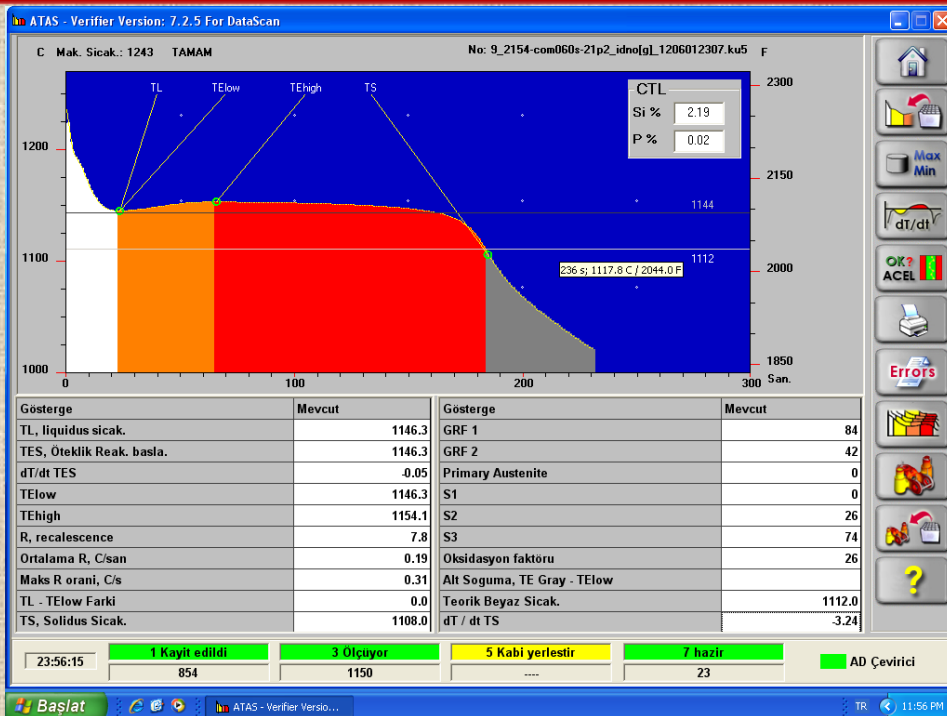 ATAS - Verifier Version: 7.2.5 For DataScan
C Mak. Sicak.: 1243 TAMAM No: 9_2154-com060s-21p2_idno[g]_1206012307.ku5 F
TL TElow TEhigh TS
CTL
Si % 2.19
P % 0.02
2300
1200
2150
1144
1100
1112
2000
236 s; 1117.8 C / 2044.0 F
1850
1000
0 100 200 300 San.
Max
Min
dT/dt
OK?
ACEL
Errors
?
Gösterge Mevcut
TL, liquidus sicak. 1146.3
TES, Öteklik Reak. basla. 1146.3
dT/dt TES -0.05
TElow 1146.3
TEhigh 1154.1
R, recalescence 7.8
Ortalama R, C/san 0.19
Maks R orani, C/s 0.31
TL - TElow Farki 0.0
TS, Solidus Sicak. 1108.0
Gösterge Mevcut
GRF 1 84
GRF 2 42
Primary Austenite 0
S1 0
S2 26
S3 74
Oksidasyon faktöru 26
Alt Soguma, TE Gray - TElow
Teorik Beyaz Sicak. 1112.0
dT / dt TS -3.24
23:56:15
1 Kayit edildi 3 Ölçüyor 5 Kabi yerlestir 7 hazir
854 1150 ---- 23
AD Çevirici
Başlat ATAS - Verifier Versio... TR 11:56 PM